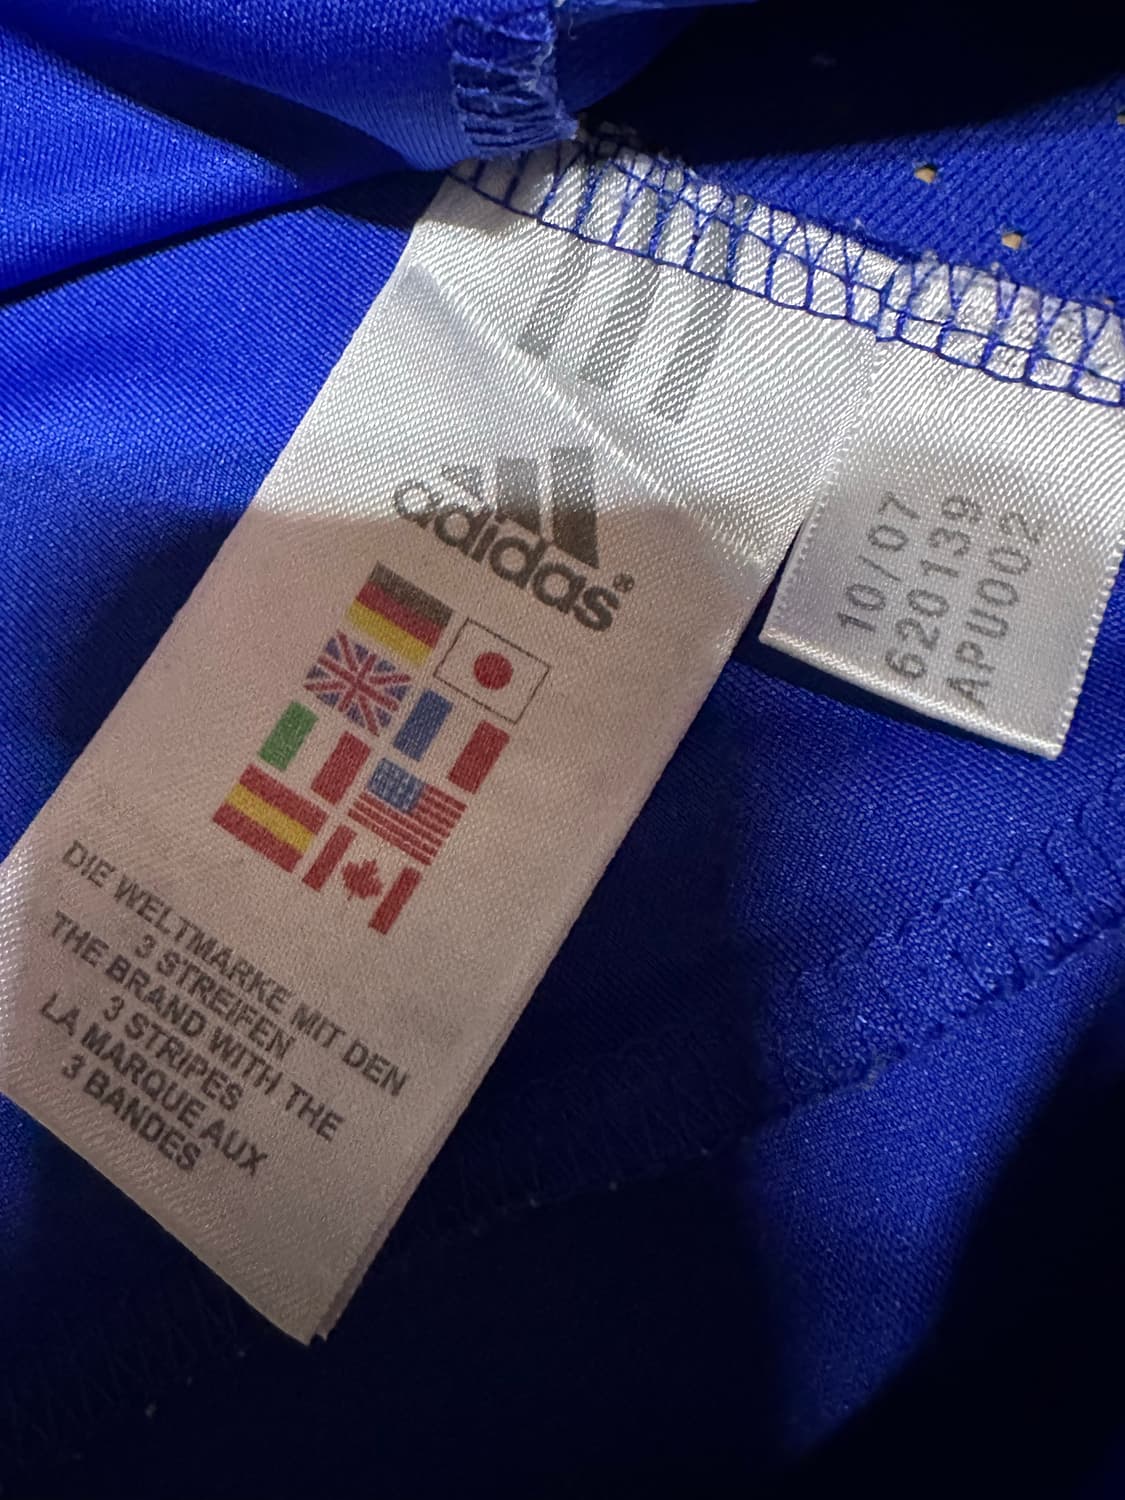 adidas®
DIE WELTMARKE MIT DEN
3 STREIFEN
THE BRAND WITH THE
3 STRIPES
LA MARQUE AUX
3 BANDES
10/07
620139
APU002